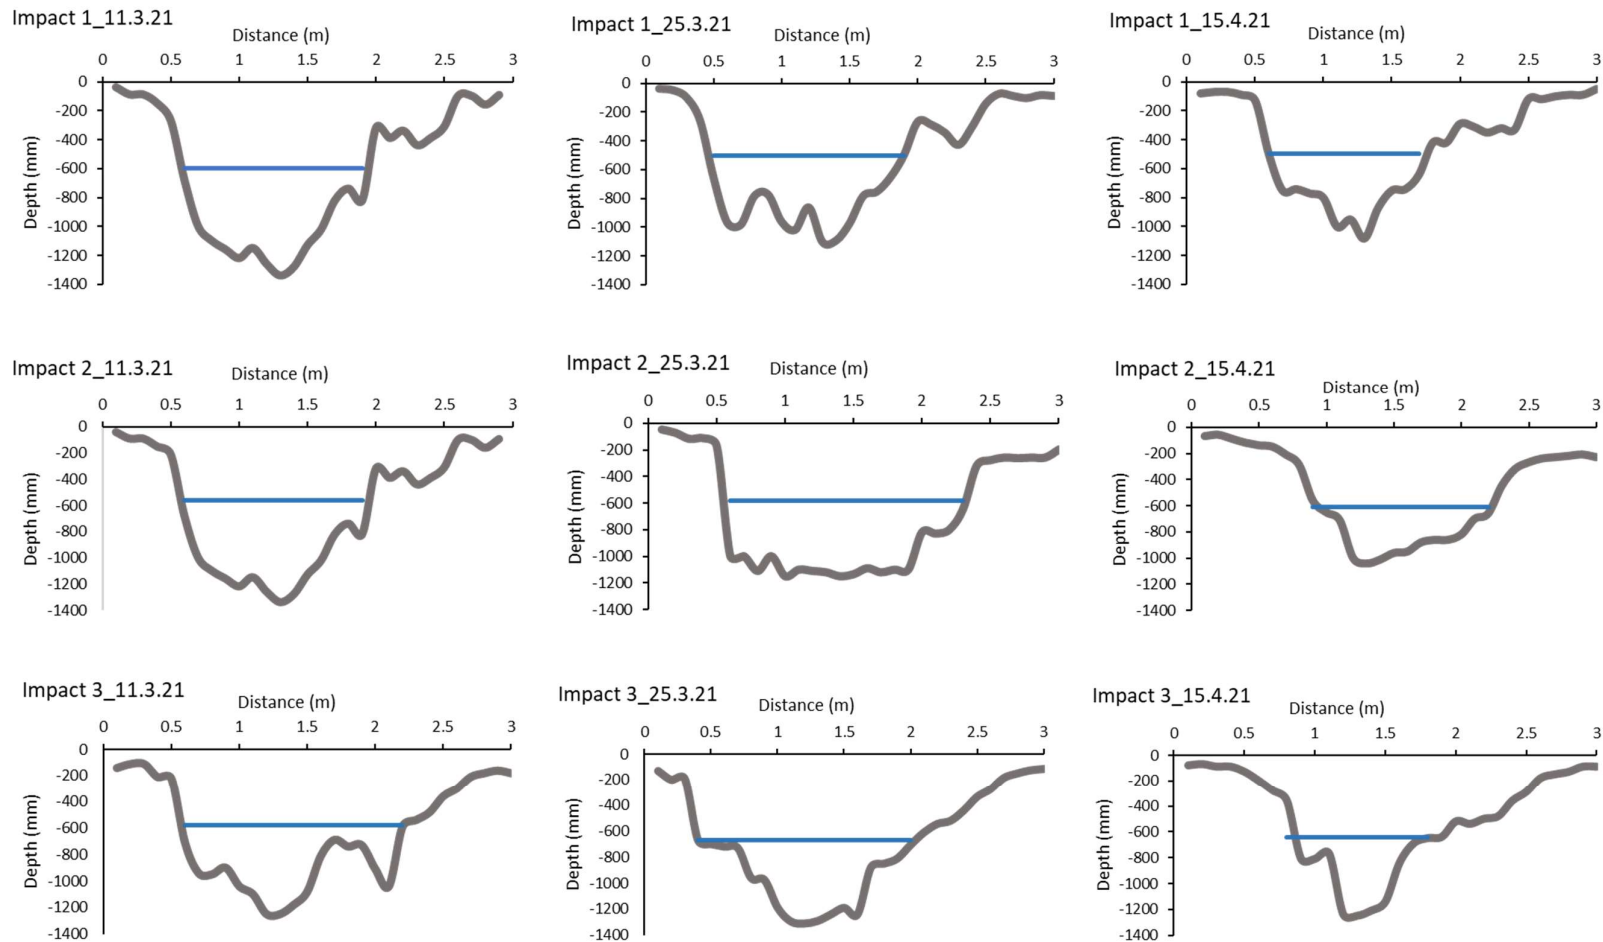 Impact 1_11.3.21
Distance (m)
0 0.5 1 1.5 2 2.5 3
Depth (mm)
0
-200
-400
-600
-800
-1000
-1200
-1400
Impact 1_25.3.21
Distance (m)
0 0.5 1 1.5 2 2.5 3
Depth (mm)
0
-200
-400
-600
-800
-1000
-1200
-1400
Impact 1_15.4.21
Distance (m)
0 0.5 1 1.5 2 2.5 3
Depth (mm)
0
-200
-400
-600
-800
-1000
-1200
-1400
Impact 2_11.3.21
Distance (m)
0 0.5 1 1.5 2 2.5 3
Depth (mm)
0
-200
-400
-600
-800
-1000
-1200
-1400
Impact 2_25.3.21
Distance (m)
0 0.5 1 1.5 2 2.5 3
Depth (mm)
0
-200
-400
-600
-800
-1000
-1200
-1400
Impact 2_15.4.21
Distance (m)
0 0.5 1 1.5 2 2.5 3
Depth (mm)
0
-200
-400
-600
-800
-1000
-1200
-1400
Impact 3_11.3.21
Distance (m)
0 0.5 1 1.5 2 2.5 3
Depth (mm)
0
-200
-400
-600
-800
-1000
-1200
-1400
Impact 3_25.3.21
Distance (m)
0 0.5 1 1.5 2 2.5 3
Depth (mm)
0
-200
-400
-600
-800
-1000
-1200
-1400
Impact 3_15.4.21
Distance (m)
0 0.5 1 1.5 2 2.5 3
Depth (mm)
0
-200
-400
-600
-800
-1000
-1200
-1400